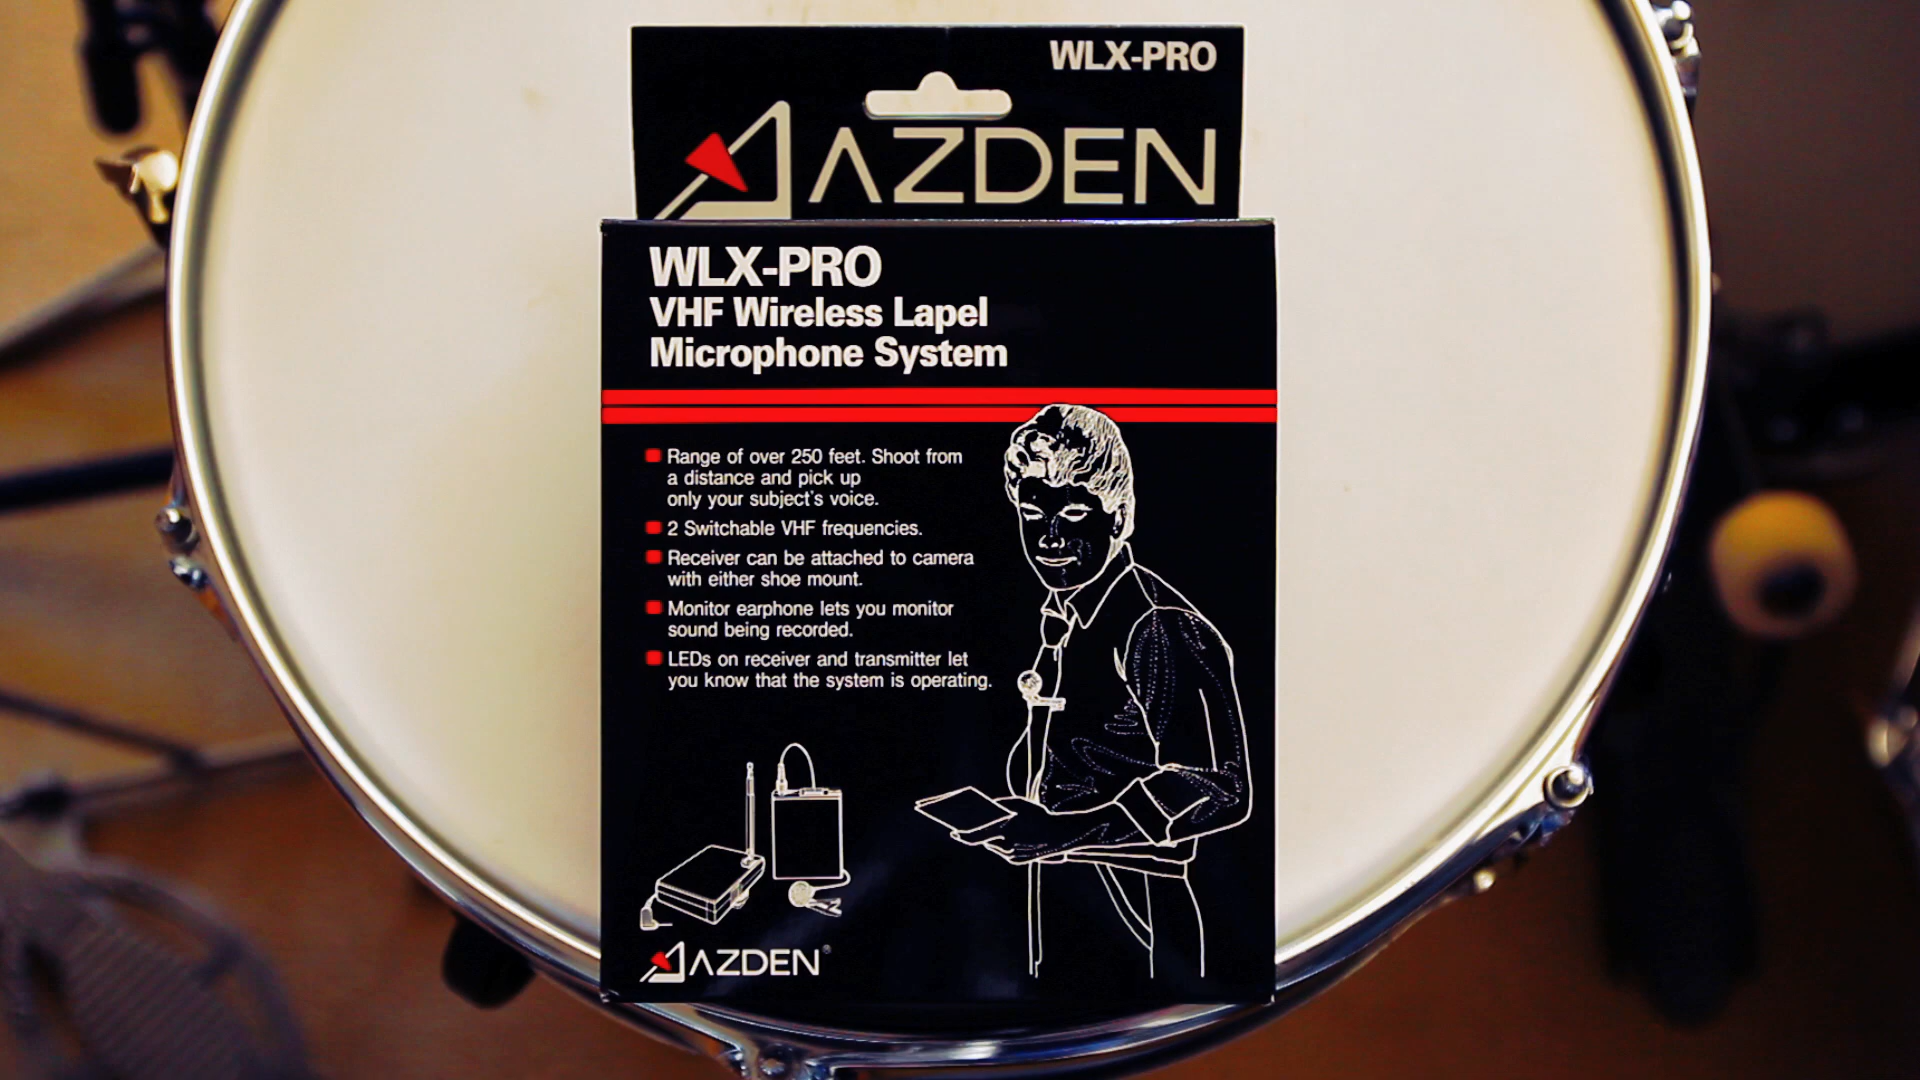 WLX-PRO
AZDEN
WLX-PRO
VHF Wireless Lapel
Microphone System
Range of over 250 feet. Shoot from
a distance and pick up
only your subject's voice.
2 Switchable VHF frequencies.
Receiver can be attached to camera
with either shoe mount.
Monitor earphone lets you monitor
sound being recorded.
LEDs on receiver and transmitter let
you know that the system is operating.
AZDEN®